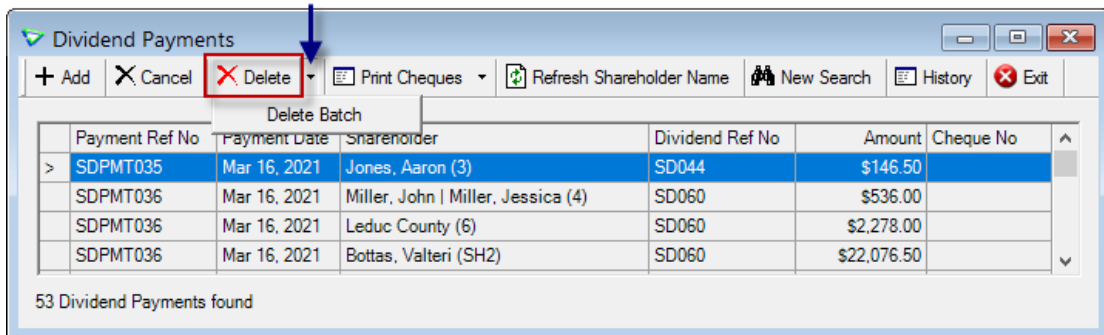 Dividend Payments
Add Cancel Delete Print Cheques Refresh Shareholder Name New Search History Exit
Delete Batch
Payment Ref No Payment Date Shareholder Dividend Ref No Amount Cheque No
> SDPMT035 Mar 16, 2021 Jones, Aaron (3) SD044 $146.50
SDPMT036 Mar 16, 2021 Miller, John | Miller, Jessica (4) SD060 $536.00
SDPMT036 Mar 16, 2021 Leduc County (6) SD060 $2,278.00
SDPMT036 Mar 16, 2021 Bottas, Valteri (SH2) SD060 $22,076.50
53 Dividend Payments found